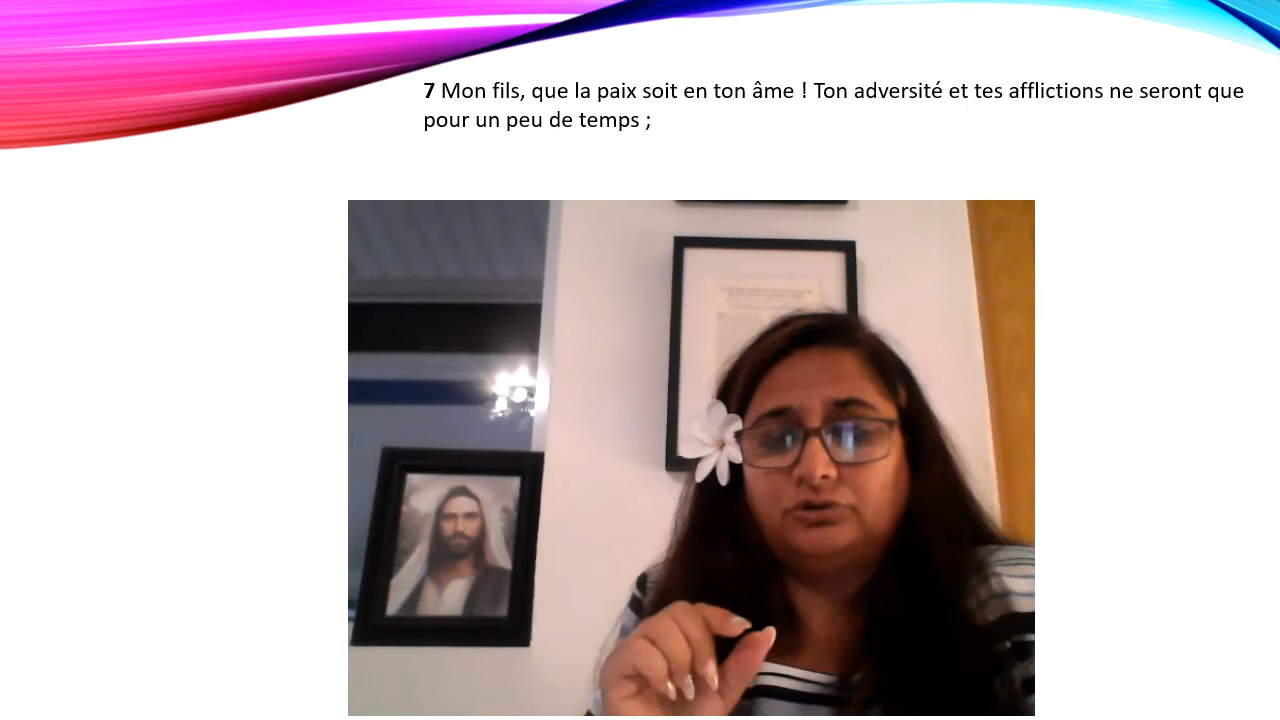 7 Mon fils, que la paix soit en ton âme ! Ton adversité et tes afflictions ne seront que
pour un peu de temps ;